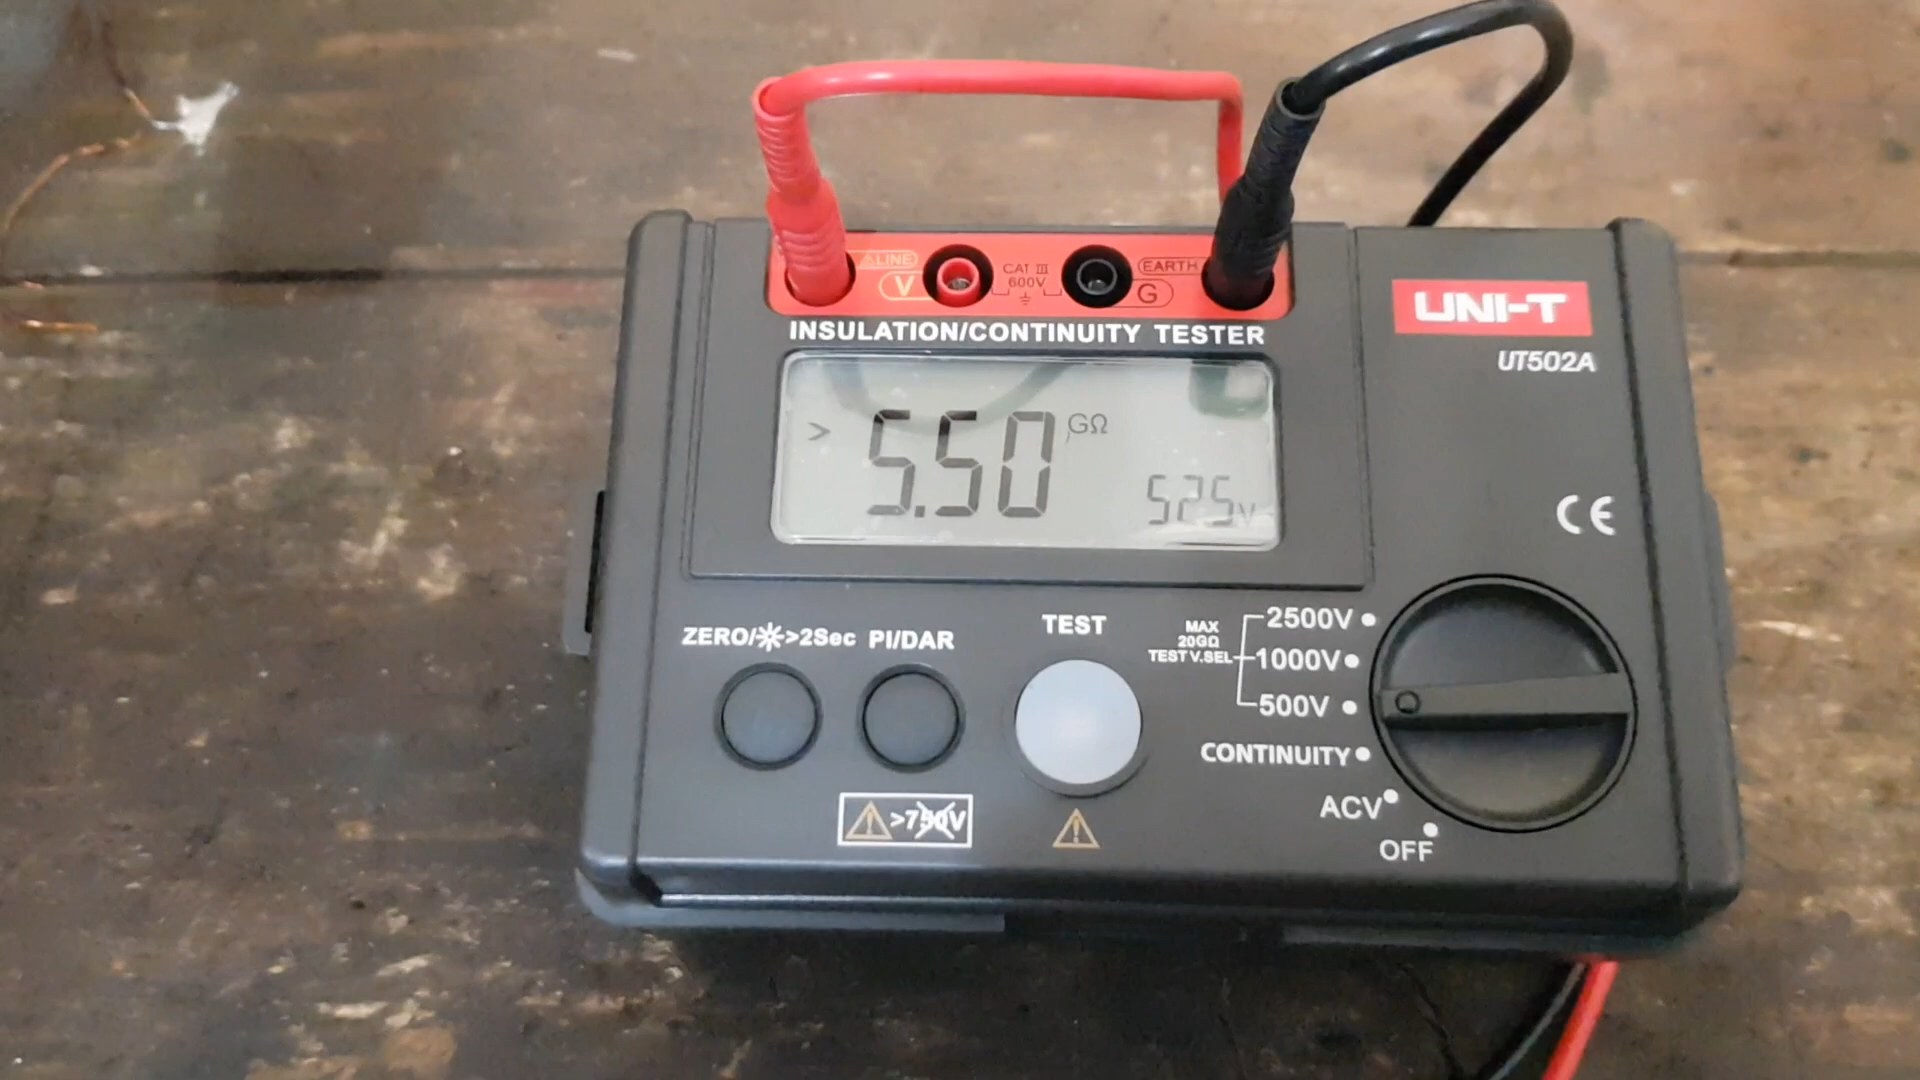 LINE
V
CAT III
600V
EARTH
G
INSULATION/CONTINUITY TESTER
UNI-T
UT502A
> 5.50 GΩ
525V
CE
ZERO/☀>2Sec
PI/DAR
TEST
MAX
20GΩ
TEST V.SEL
2500V
1000V
500V
CONTINUITY
ACV
OFF
>750V